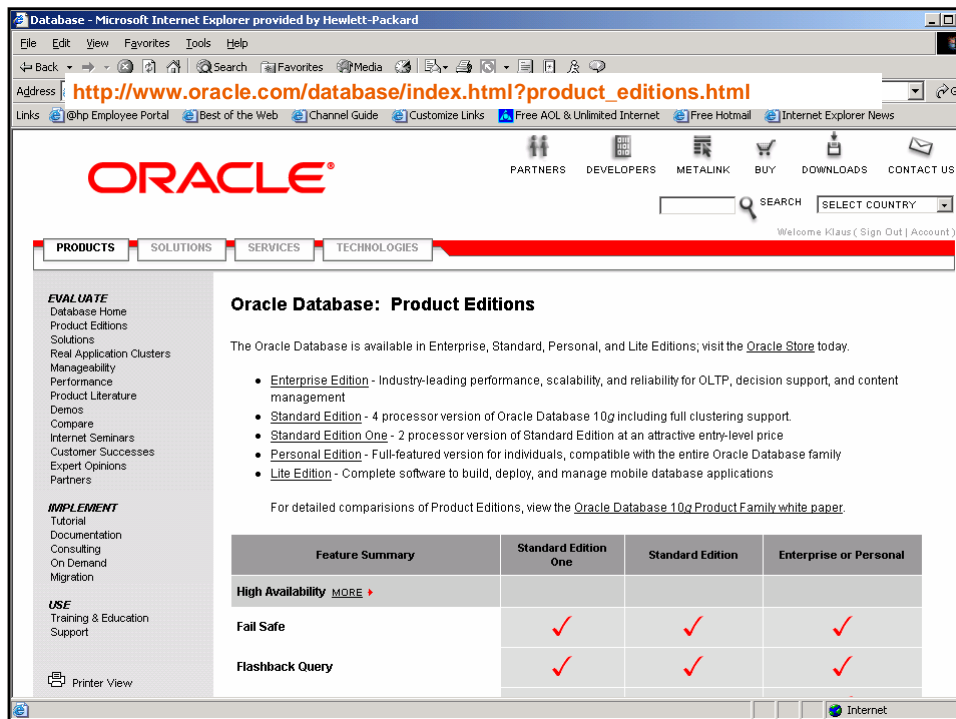 Database - Microsoft Internet Explorer provided by Hewlett-Packard
File Edit View Favorites Tools Help
Back Search Favorites Media
Address http://www.oracle.com/database/index.html?product_editions.html
Links @hp Employee Portal Best of the Web Channel Guide Customize Links Free AOL & Unlimited Internet Free Hotmail Internet Explorer News
ORACLE®
PARTNERS DEVELOPERS METALINK BUY DOWNLOADS CONTACT US
SEARCH SELECT COUNTRY
Welcome Klaus ( Sign Out | Account )
PRODUCTS SOLUTIONS SERVICES TECHNOLOGIES
EVALUATE
Database Home
Product Editions
Solutions
Real Application Clusters
Manageability
Performance
Product Literature
Demos
Compare
Internet Seminars
Customer Successes
Expert Opinions
Partners
IMPLEMENT
Tutorial
Documentation
Consulting
On Demand
Migration
USE
Training & Education
Support
Printer View
Oracle Database: Product Editions
The Oracle Database is available in Enterprise, Standard, Personal, and Lite Editions; visit the Oracle Store today.
• Enterprise Edition - Industry-leading performance, scalability, and reliability for OLTP, decision support, and content
management
• Standard Edition - 4 processor version of Oracle Database 10g including full clustering support.
• Standard Edition One - 2 processor version of Standard Edition at an attractive entry-level price
• Personal Edition - Full-featured version for individuals, compatible with the entire Oracle Database family
• Lite Edition - Complete software to build, deploy, and manage mobile database applications
For detailed comparisions of Product Editions, view the Oracle Database 10g Product Family white paper.
Feature Summary Standard Edition One Standard Edition Enterprise or Personal
High Availability MORE
Fail Safe ✓ ✓ ✓
Flashback Query ✓ ✓ ✓
Internet